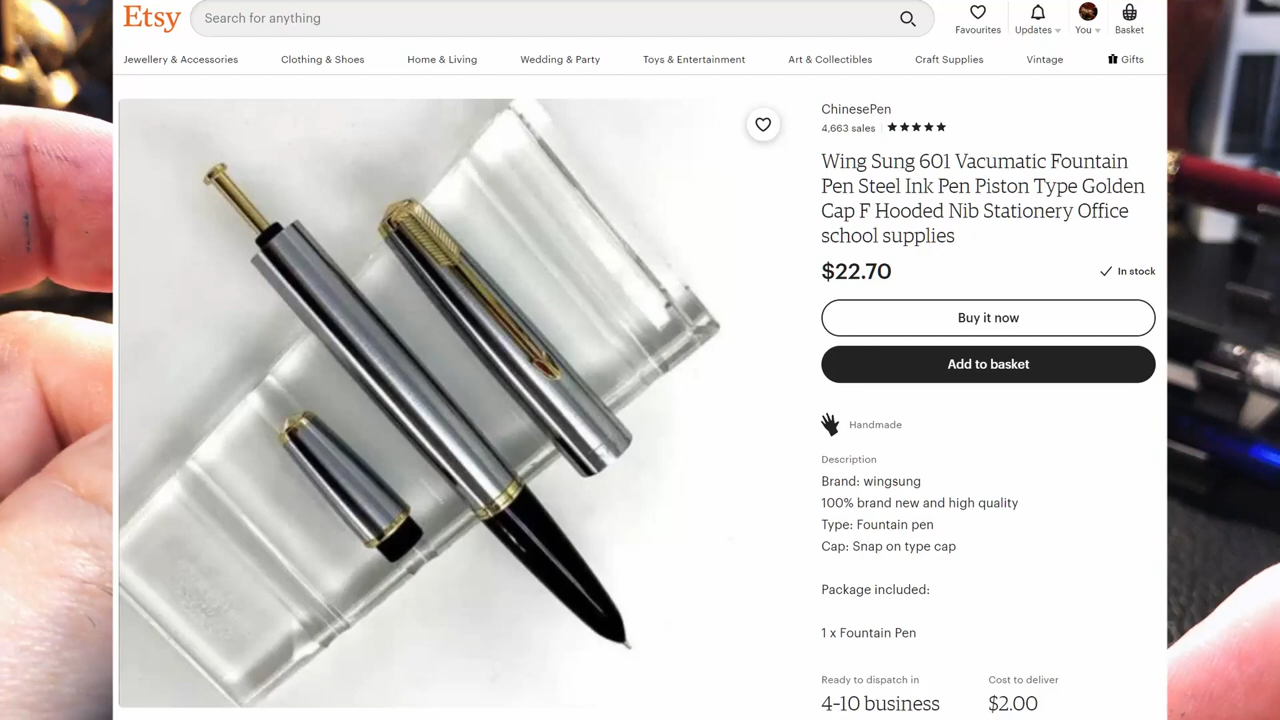 Etsy
Search for anything
Favourites
Updates
You
Basket
Jewellery & Accessories
Clothing & Shoes
Home & Living
Wedding & Party
Toys & Entertainment
Art & Collectibles
Craft Supplies
Vintage
Gifts
ChinesePen
4,663 sales
Wing Sung 601 Vacumatic Fountain
Pen Steel Ink Pen Piston Type Golden
Cap F Hooded Nib Stationery Office
school supplies
$22.70
In stock
Buy it now
Add to basket
Handmade
Description
Brand: wingsung
100% brand new and high quality
Type: Fountain pen
Cap: Snap on type cap
Package included:
1 x Fountain Pen
Ready to dispatch in
Cost to deliver
4-10 business
$2.00